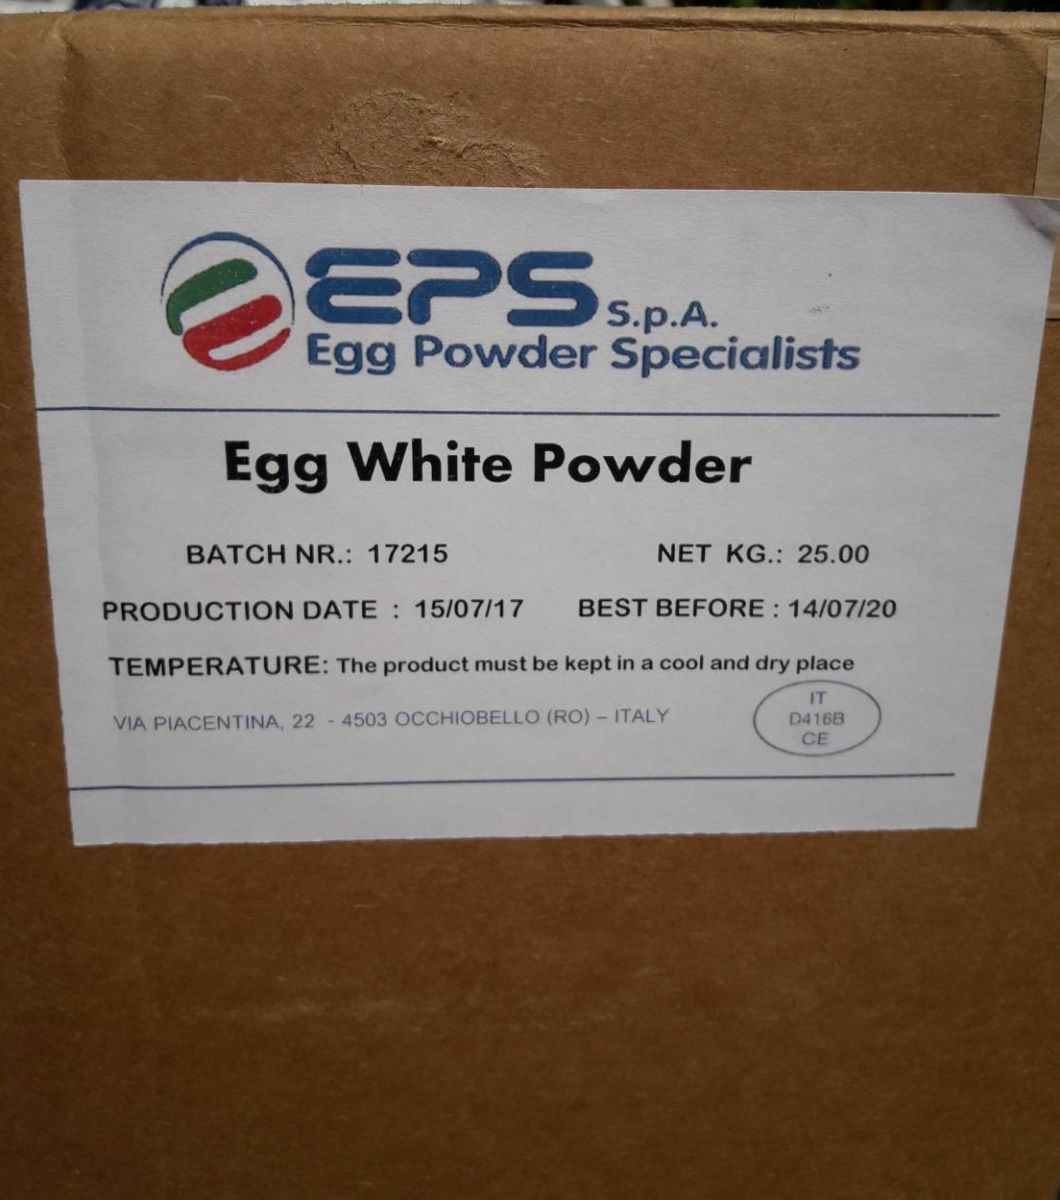 EPS S.p.A.
Egg Powder Specialists
Egg White Powder
BATCH NR.: 17215 NET KG.: 25.00
PRODUCTION DATE : 15/07/17 BEST BEFORE : 14/07/20
TEMPERATURE: The product must be kept in a cool and dry place
VIA PIACENTINA, 22 - 4503 OCCHIOBELLO (RO) – ITALY
IT
D416B
CE